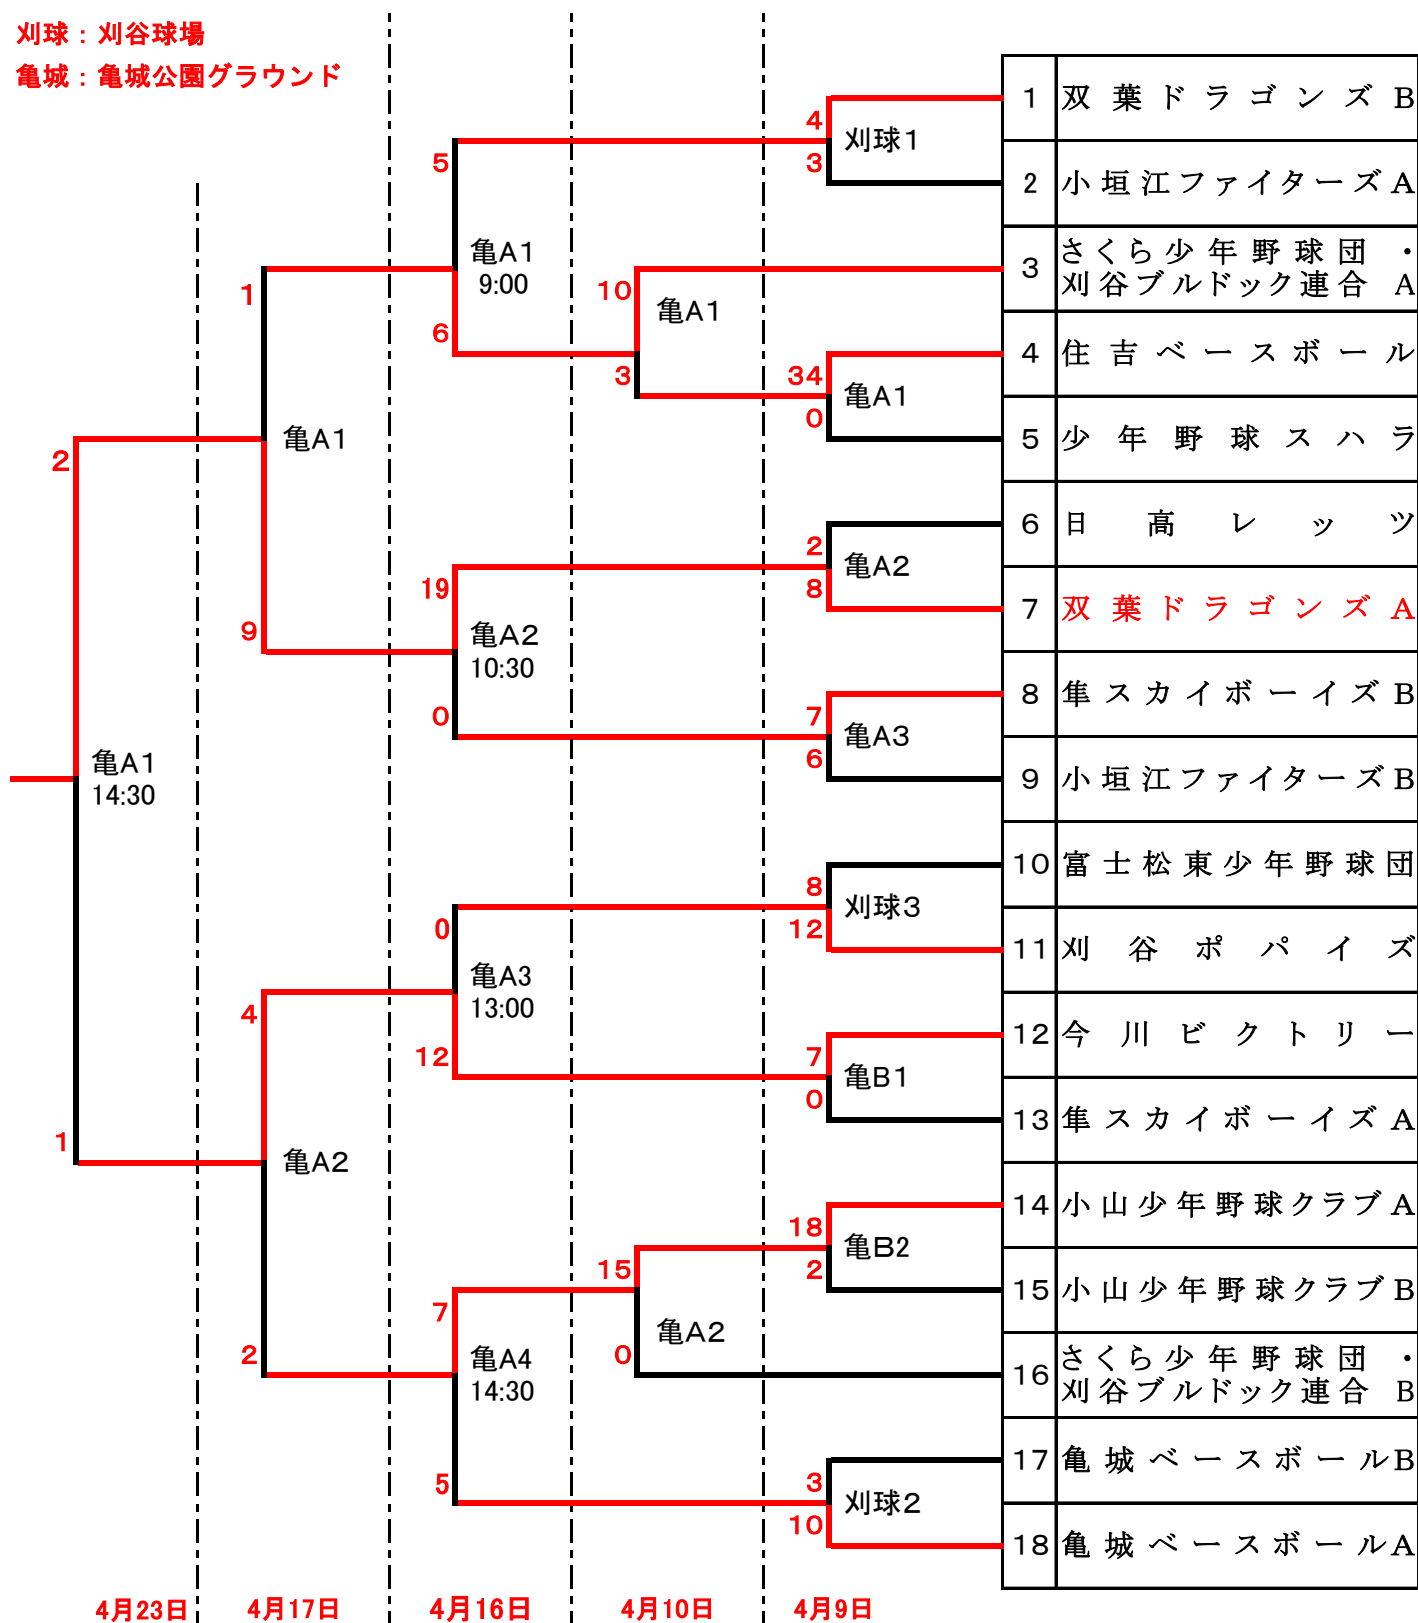 刈球：刈谷球場
亀城：亀城公園グラウンド
1 双葉ドラゴンズB
4
刈球1
3
2 小垣江ファイターズA
5
亀A1
9:00
6
3 さくら少年野球団・
刈谷ブルドック連合 A
10
亀A1
3
1
4 住吉ベースボール
34
亀A1
0
5 少年野球スハラ
亀A1
2
6 日高レッツ
2
亀A2
8
7 双葉ドラゴンズA
19
亀A2
10:30
0
9
8 隼スカイボーイズB
7
亀A3
6
9 小垣江ファイターズB
亀A1
14:30
10 富士松東少年野球団
8
刈球3
12
11 刈谷ポパイズ
0
亀A3
13:00
12
4
12 今川ビクトリー
7
亀B1
0
13 隼スカイボーイズA
1
亀A2
14 小山少年野球クラブA
18
亀B2
2
15 小山少年野球クラブB
15
亀A2
0
7
亀A4
14:30
5
2
16 さくら少年野球団・
刈谷ブルドック連合 B
17 亀城ベースボールB
3
刈球2
10
18 亀城ベースボールA
4月23日 4月17日 4月16日 4月10日 4月9日